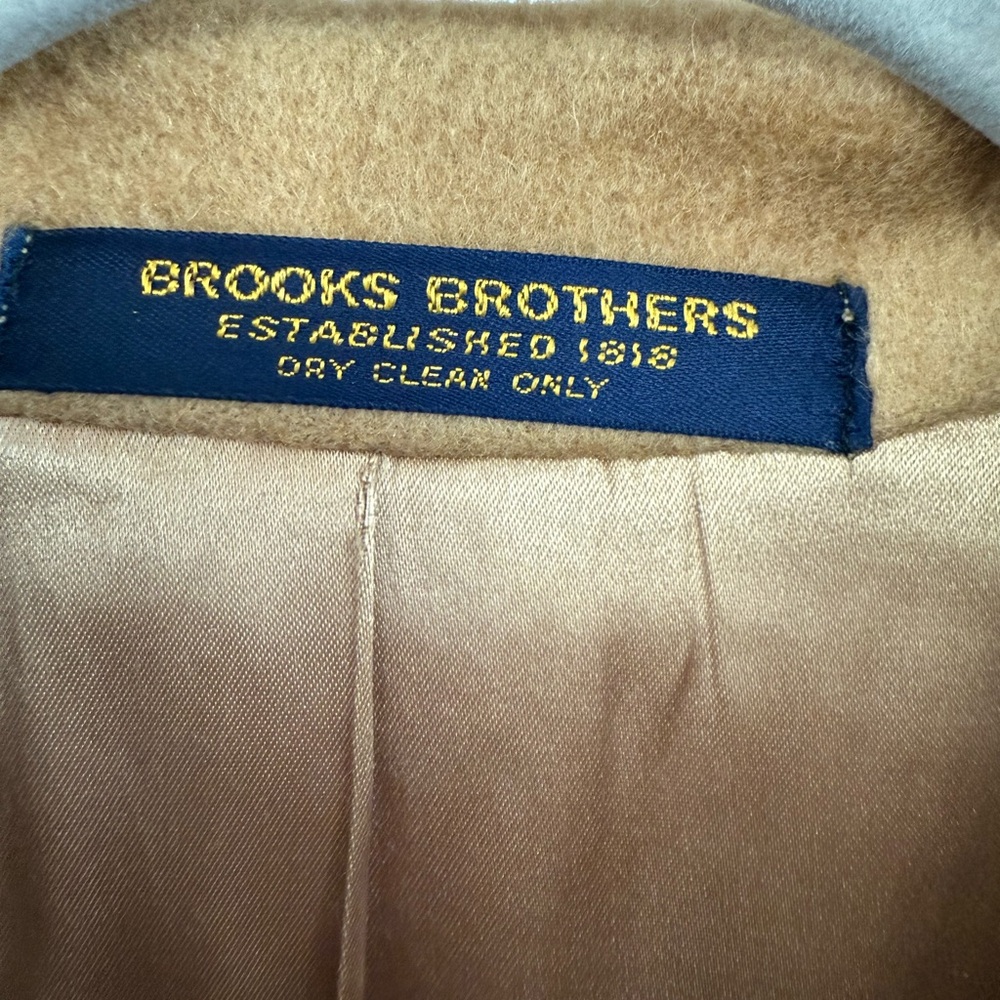 BROOKS BROTHERS
ESTABLISHED 1818
DRY CLEAN ONLY